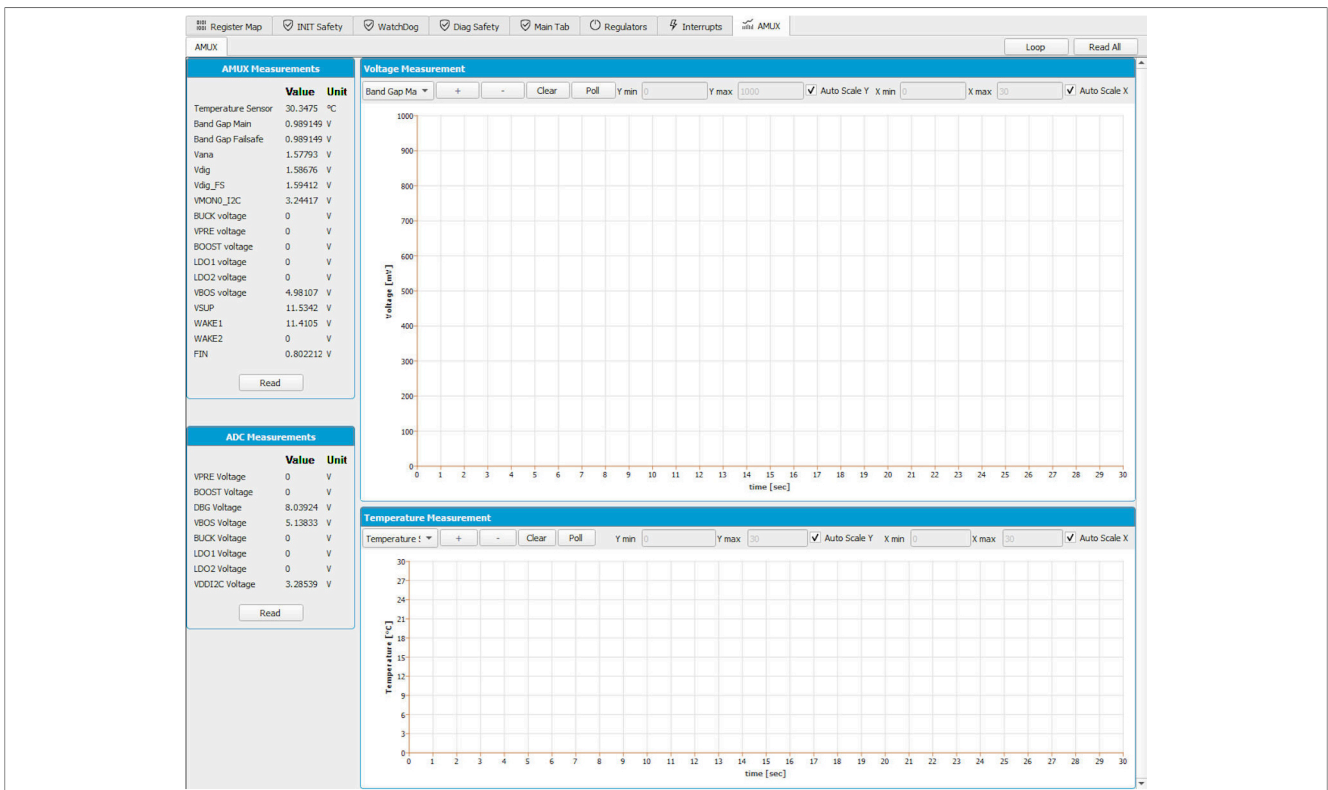 Register Map INIT Safety WatchDog Diag Safety Main Tab Regulators Interrupts AMUX
AMUX Loop Read All
AMUX Measurements
Value Unit
Temperature Sensor 30.3475 °C
Band Gap Main 0.989149 V
Band Gap Failsafe 0.989149 V
Vana 1.57793 V
Vdig 1.58676 V
Vdig_FS 1.59412 V
VMON0_I2C 3.24417 V
BUCK voltage 0 V
VPRE voltage 0 V
BOOST voltage 0 V
LDO1 voltage 0 V
LDO2 voltage 0 V
VBOS voltage 4.98107 V
VSUP 11.5342 V
WAKE1 11.4105 V
WAKE2 0 V
FIN 0.802212 V
Read
ADC Measurements
Value Unit
VPRE Voltage 0 V
BOOST Voltage 0 V
DBG Voltage 8.03924 V
VBOS Voltage 5.13833 V
BUCK Voltage 0 V
LDO1 Voltage 0 V
LDO2 Voltage 0 V
VDDI2C Voltage 3.28539 V
Read
Voltage Measurement
Band Gap Ma + - Clear Poll Y min 0 Y max 1000 Auto Scale Y X min 0 X max 30 Auto Scale X
1000
900
800
700
600
500
400
300
200
100
0
Voltage [mV]
0 1 2 3 4 5 6 7 8 9 10 11 12 13 14 15 16 17 18 19 20 21 22 23 24 25 26 27 28 29 30
time [sec]
Temperature Measurement
Temperature S + - Clear Poll Y min 0 Y max 30 Auto Scale Y X min 0 X max 30 Auto Scale X
30
27
24
21
18
15
12
9
6
3
0
Temperature [°C]
0 1 2 3 4 5 6 7 8 9 10 11 12 13 14 15 16 17 18 19 20 21 22 23 24 25 26 27 28 29 30
time [sec]